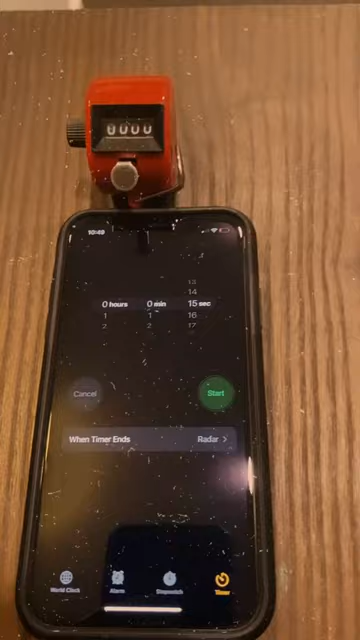 0000
10:49
13
14
0 hours 0 min 15 sec
1 1 16
2 2 17
Cancel Start
When Timer Ends Radar >
World Clock Alarm Stopwatch Timer